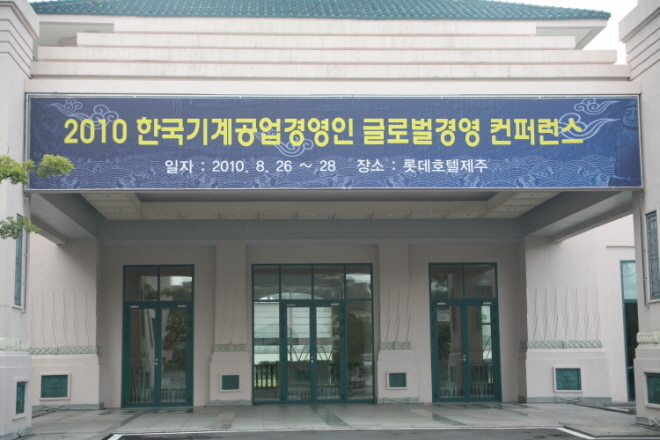 2010 한국기계공업경영인 글로벌경영 컨퍼런스
일자 : 2010. 8. 26 ~ 28 장소 : 롯데호텔제주